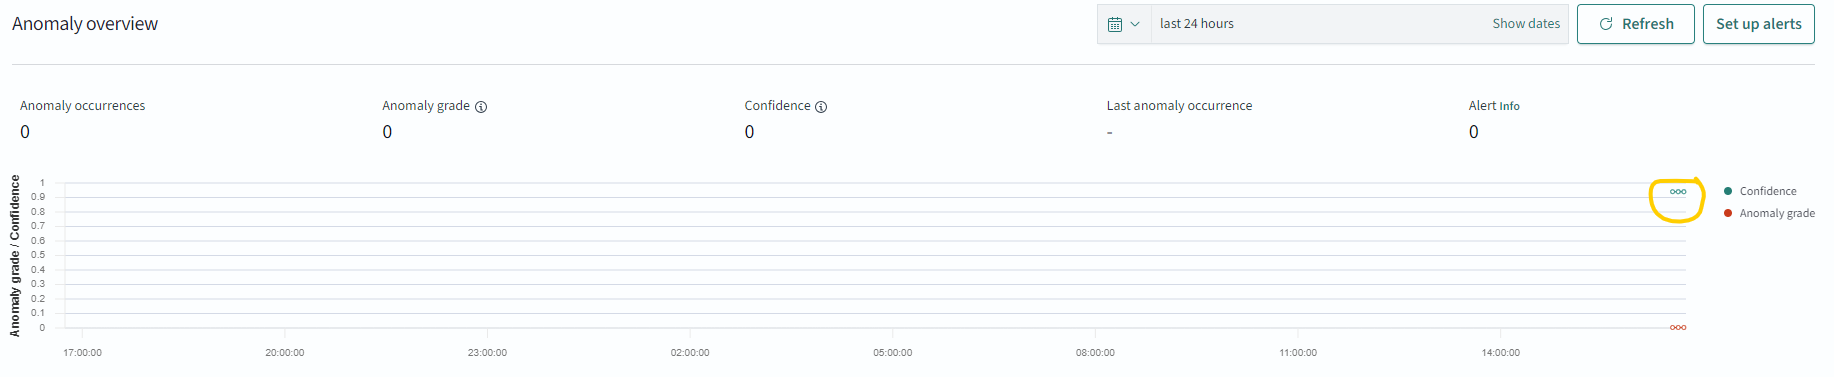 Anomaly overview
last 24 hours
Show dates
Refresh
Set up alerts
Anomaly occurrences
Anomaly grade
Confidence
Last anomaly occurrence
Alert Info
0
0
0
-
0
Anomaly grade / Confidence
1
0.9
0.8
0.7
0.6
0.5
0.4
0.3
0.2
0.1
0
17:00:00
20:00:00
23:00:00
02:00:00
05:00:00
08:00:00
11:00:00
14:00:00
Confidence
Anomaly grade